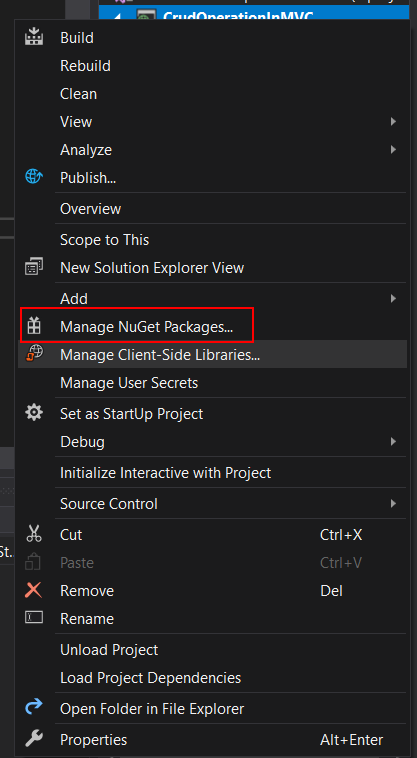 CrudOperationInMVC
Build
Rebuild
Clean
View
Analyze
Publish...
Overview
Scope to This
New Solution Explorer View
Add
Manage NuGet Packages...
Manage Client-Side Libraries...
Manage User Secrets
Set as StartUp Project
Debug
Initialize Interactive with Project
Source Control
St...
Cut Ctrl+X
Paste Ctrl+V
Remove Del
Rename
Unload Project
Load Project Dependencies
Open Folder in File Explorer
Properties Alt+Enter